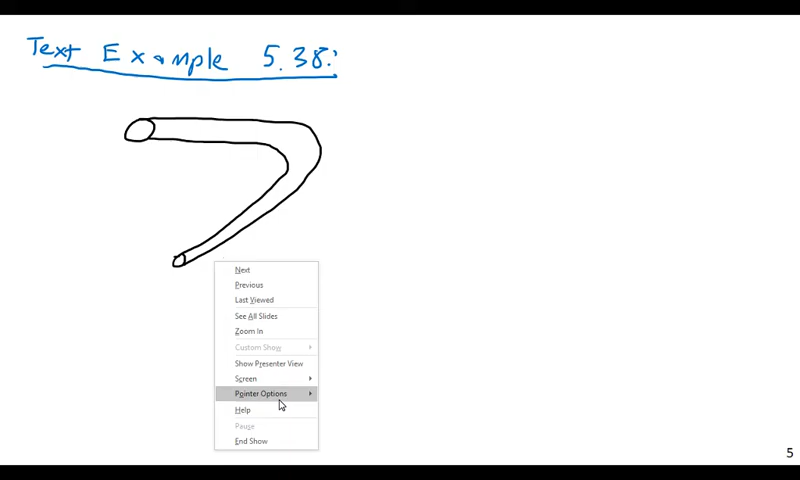 Text Example 5.38:
Next
Previous
Last Viewed
See All Slides
Zoom In
Custom Show
Show Presenter View
Screen
Pointer Options
Help
Pause
End Show
5